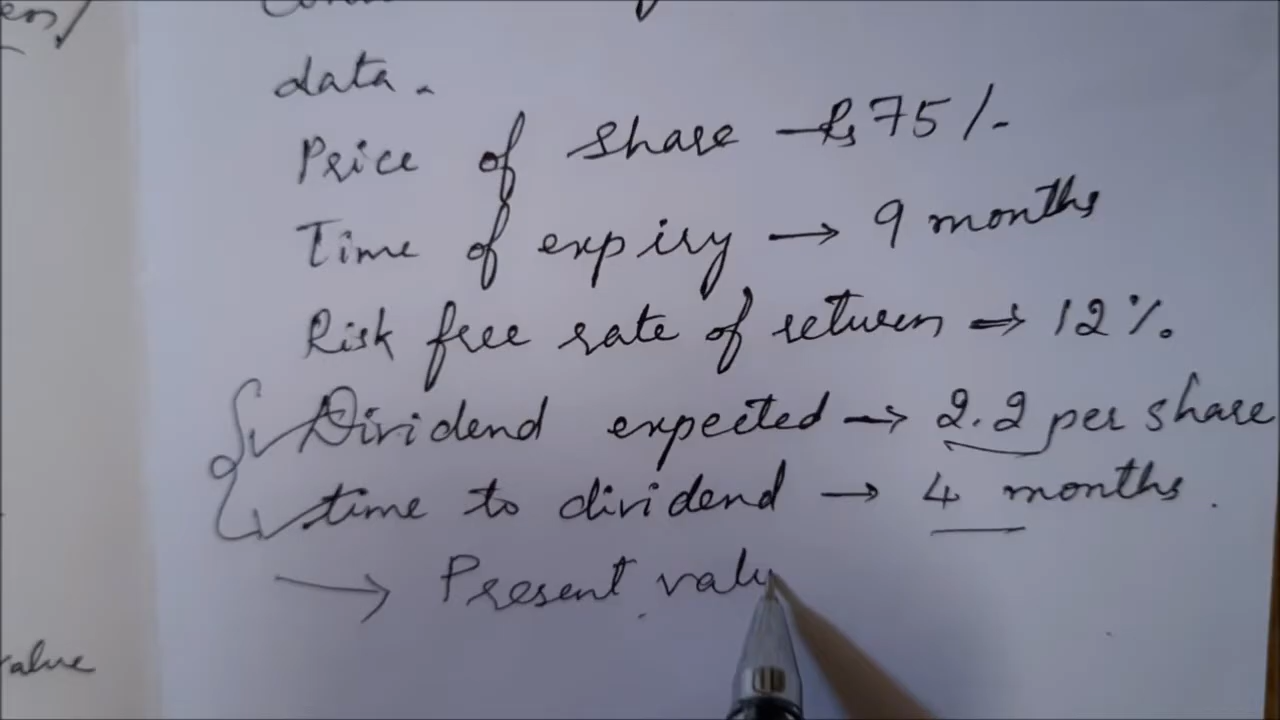 data.
Price of share – Rs 75/-
Time of expiry → 9 months
Risk free rate of return → 12%.
Dividend expected → 2.2 per share
time to dividend → 4 months.
→ Present valu
value